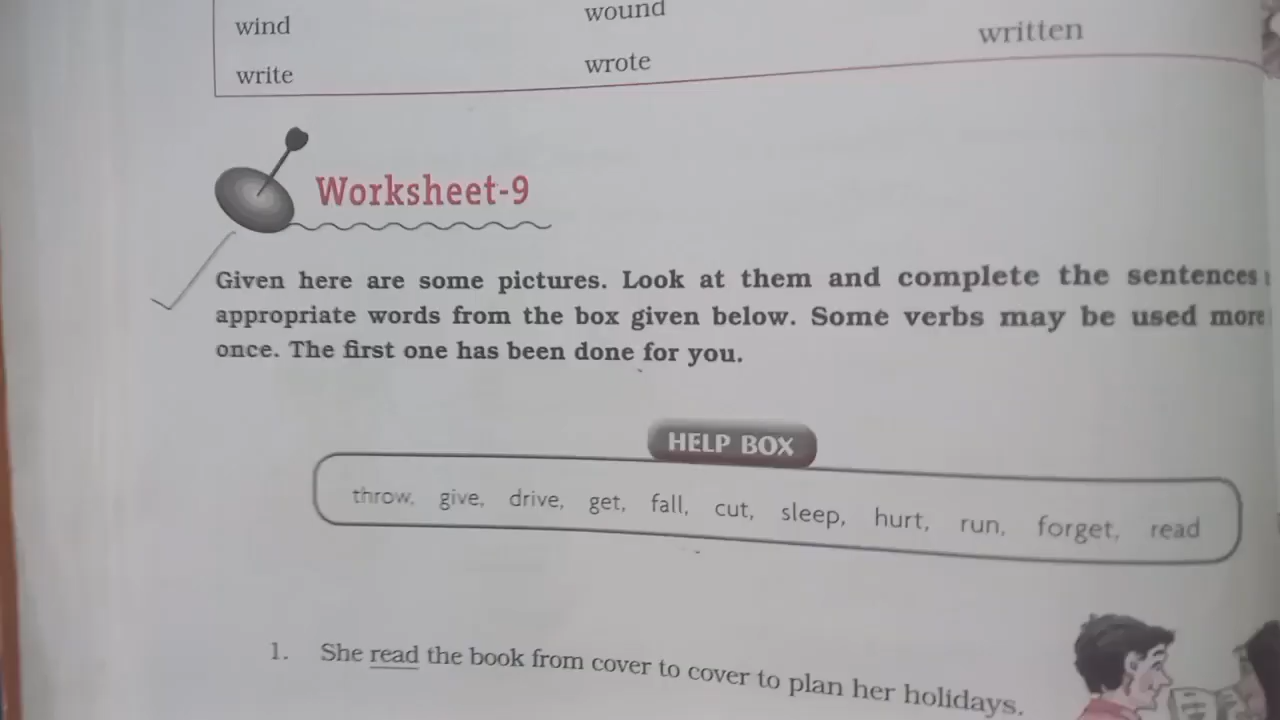 wind wound
written
write wrote
Worksheet-9
Given here are some pictures. Look at them and complete the sentences
appropriate words from the box given below. Some verbs may be used more
once. The first one has been done for you.
HELP BOX
throw, give, drive, get, fall, cut, sleep, hurt, run, forget, read
1. She read the book from cover to cover to plan her holidays.